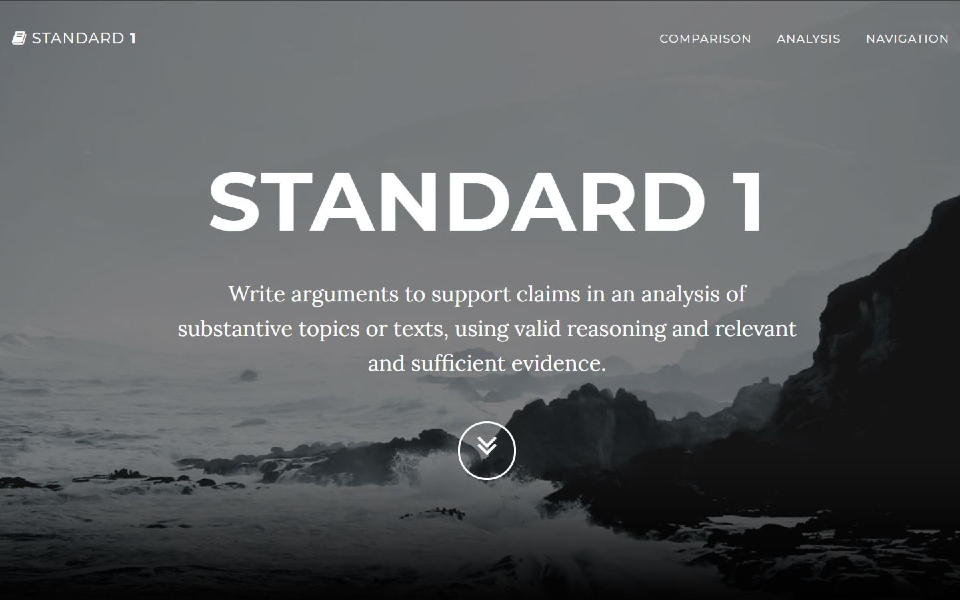 STANDARD 1
COMPARISON ANALYSIS NAVIGATION
STANDARD 1
Write arguments to support claims in an analysis of
substantive topics or texts, using valid reasoning and relevant
and sufficient evidence.